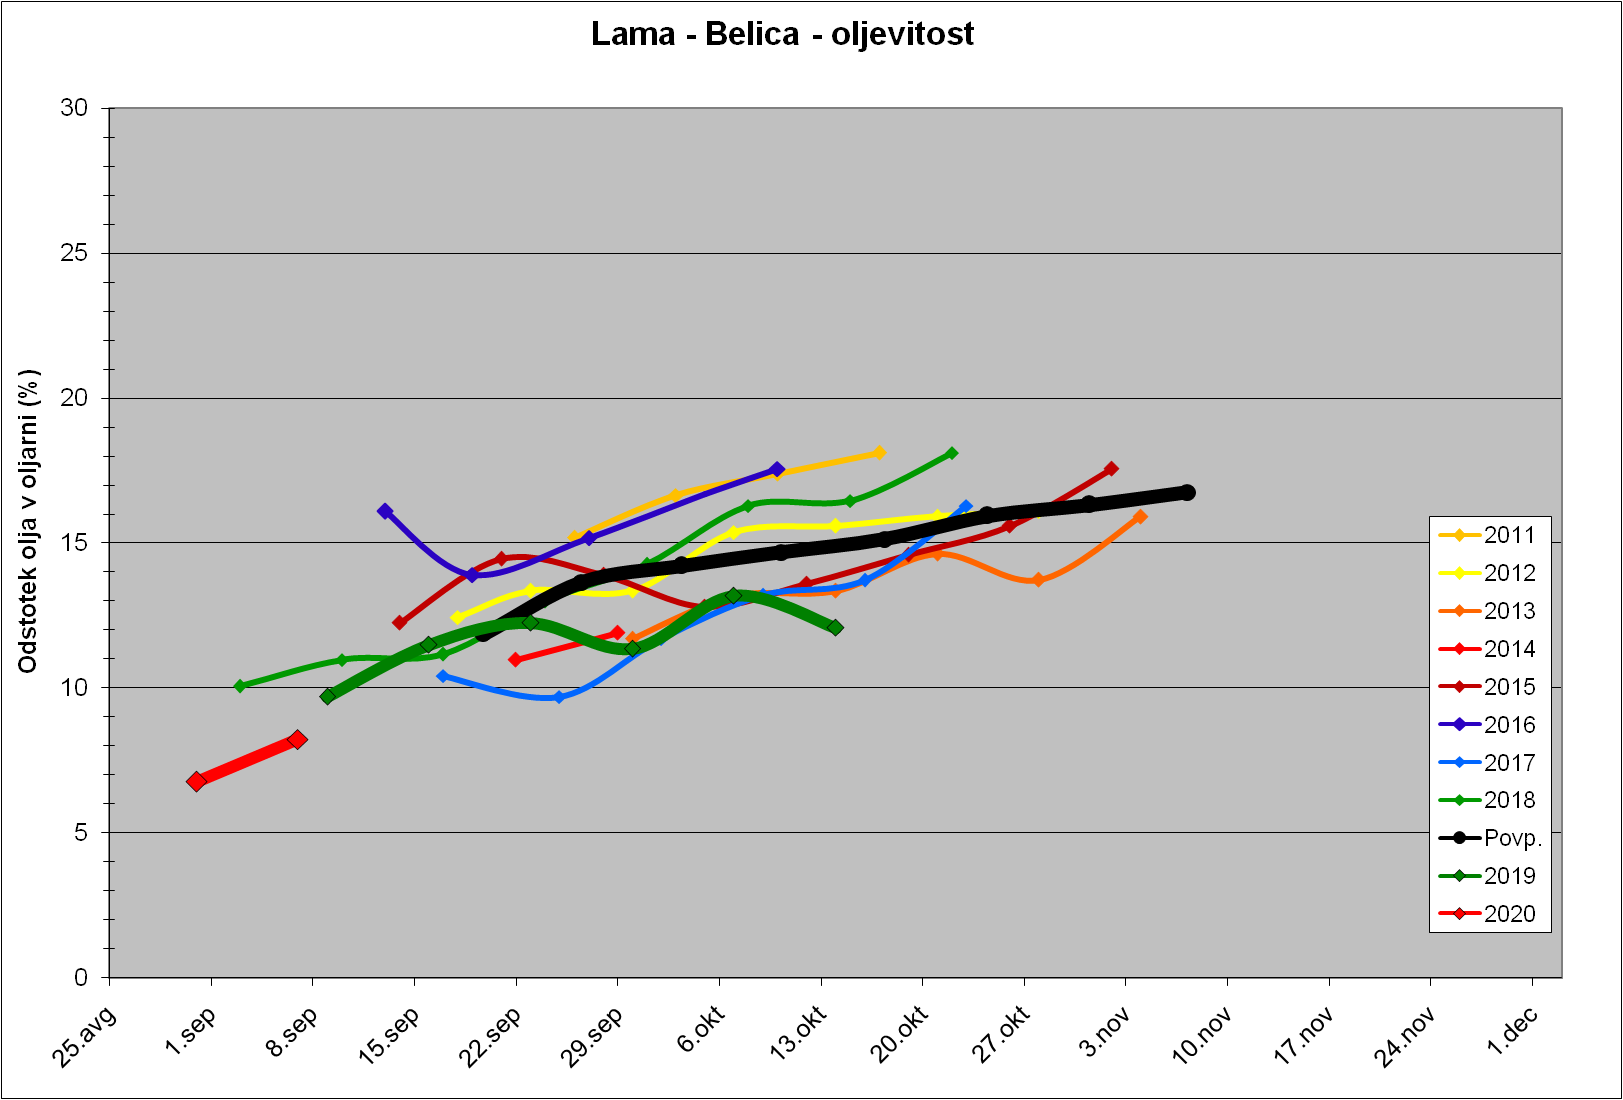 Lama - Belica - oljevitost
Odstotek olja v oljarni (%)
30
25
20
15
10
5
0
25.avg
1.sep
8.sep
15.sep
22.sep
29.sep
6.okt
13.okt
20.okt
27.okt
3.nov
10.nov
17.nov
24.nov
1.dec
2011
2012
2013
2014
2015
2016
2017
2018
Povp.
2019
2020